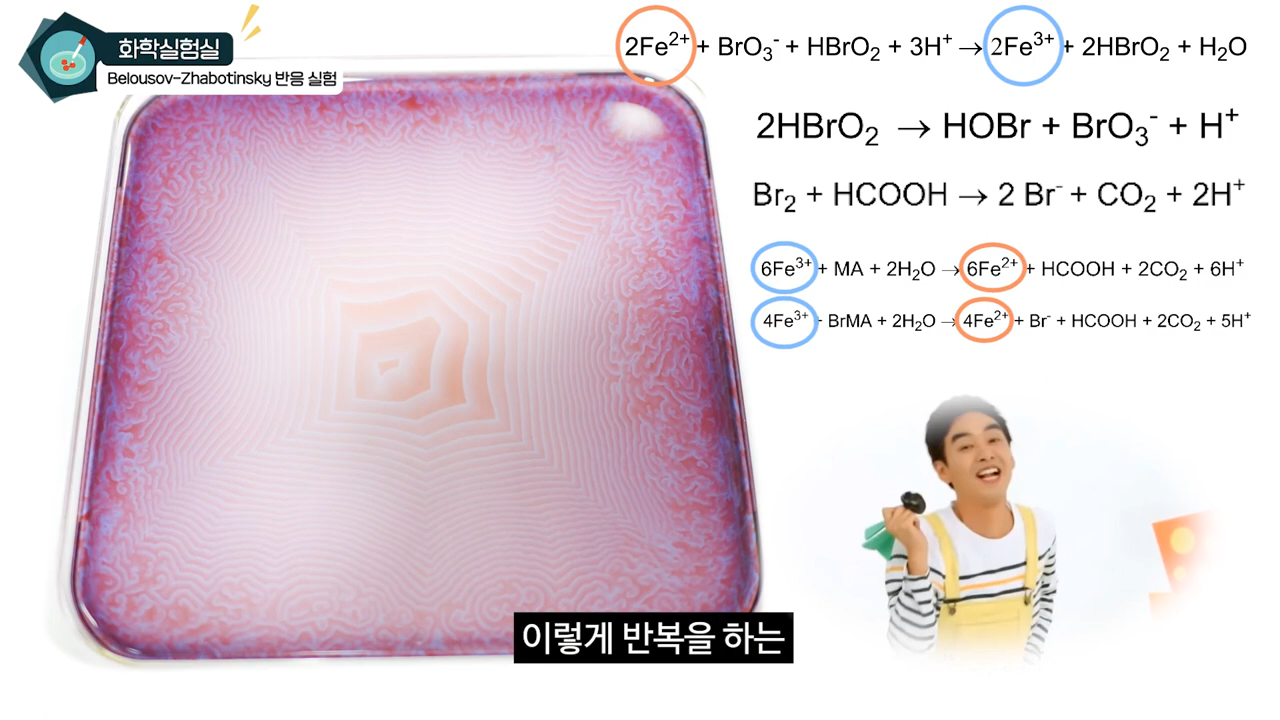 화학실험실
Belousov-Zhabotinsky 반응 실험
2Fe²⁺ + BrO₃⁻ + HBrO₂ + 3H⁺ → 2Fe³⁺ + 2HBrO₂ + H₂O
2HBrO₂ → HOBr + BrO₃⁻ + H⁺
Br₂ + HCOOH → 2 Br⁻ + CO₂ + 2H⁺
6Fe³⁺ + MA + 2H₂O → 6Fe²⁺ + HCOOH + 2CO₂ + 6H⁺
4Fe³⁺ + BrMA + 2H₂O → 4Fe²⁺ + Br⁻ + HCOOH + 2CO₂ + 5H⁺
이렇게 반복을 하는